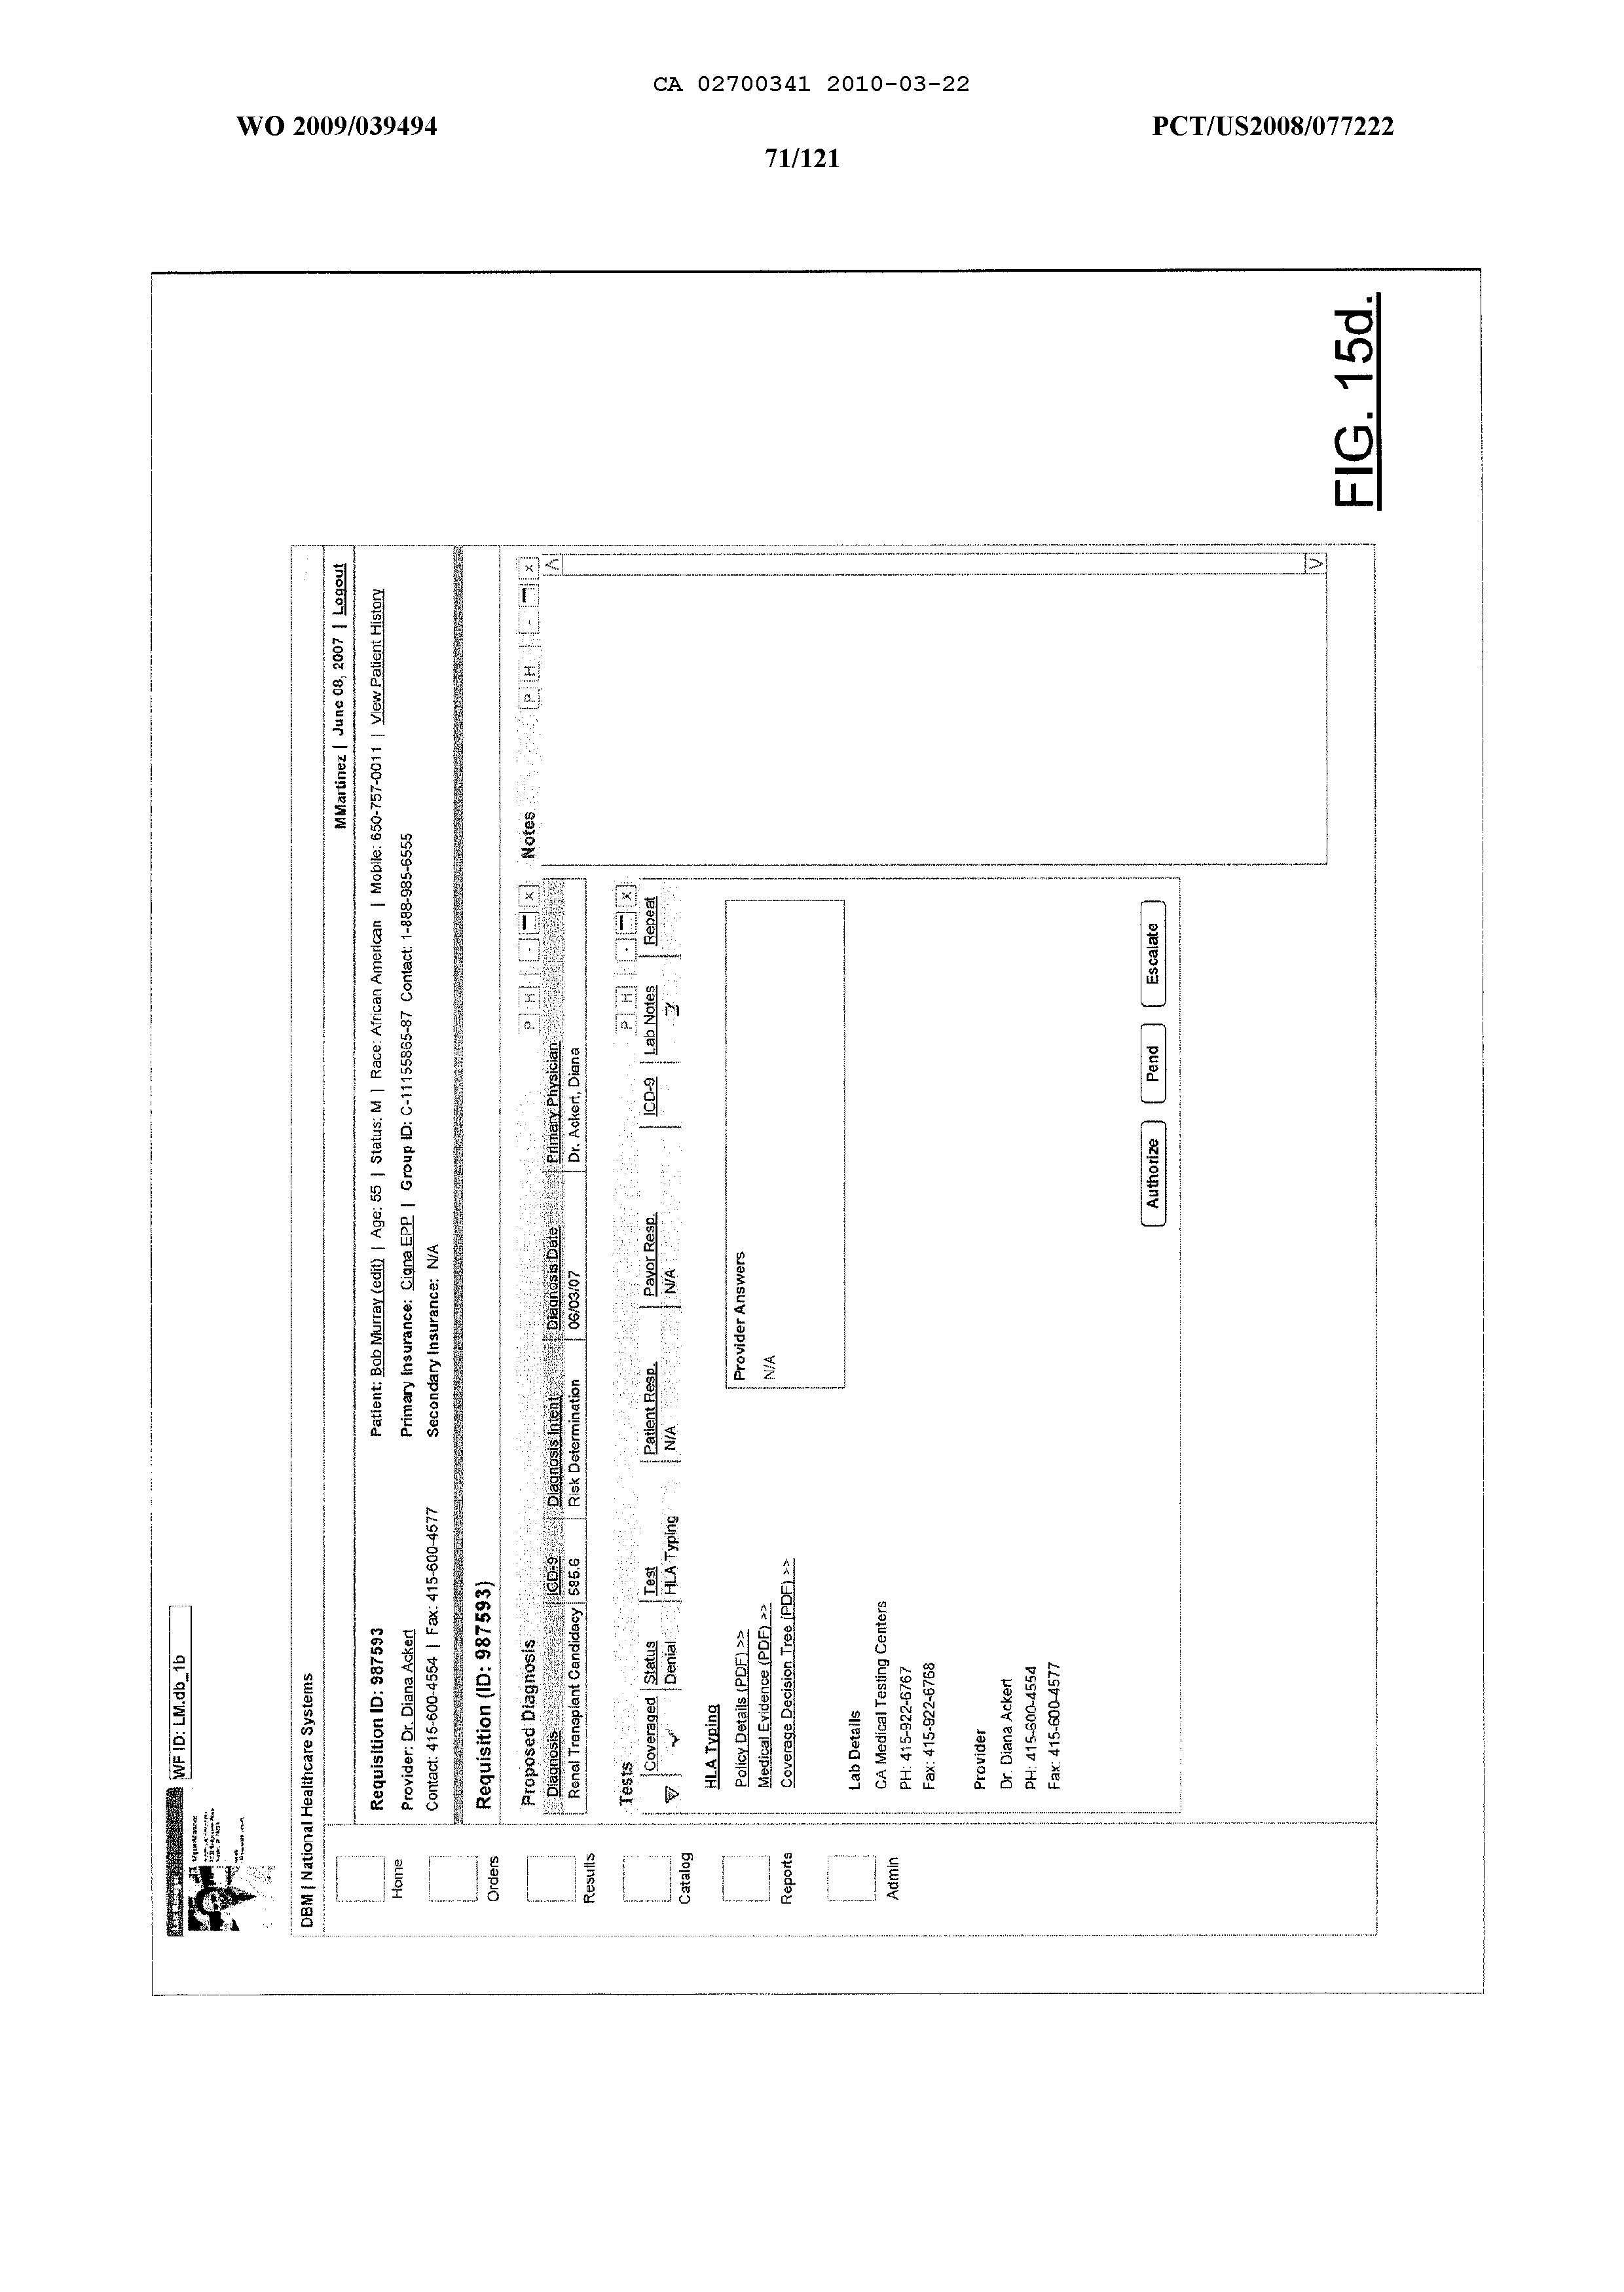 CA 02700341 2010-03-22
WO 2009/039494
PCT/US2008/077222
71/121
WF ID: LM.db_1b
DBM | National Healthcare Systems
MMartinez | June 08, 2007 | Logout
Requisition ID: 987593
Patient: Bob Murray (edit) | Age: 55 | Status: M | Race: African American | Mobile: 650-757-0011 | View Patient History
Provider: Dr. Diana Ackert
Primary Insurance: Cigna EPP | Group ID: C-11155865-87 Contact: 1-888-985-6555
Contact: 415-600-4554 | Fax: 415-600-4577
Secondary Insurance: N/A
Home
Orders
Results
Catalog
Reports
Admin
Requisition (ID: 987593)
Proposed Diagnosis P H - x
Diagnosis ICD-9 Diagnosis Intent Diagnosis Date Primary Physician
Renal Transplant Candidacy 585.6 Risk Determination 06/03/07 Dr. Ackert, Diana
Notes P H - x
Tests P H - x
Coveraged Status Test Patient Resp. Payor Resp. ICD-9 Lab Notes Repeat
Denial HLA Typing N/A N/A
HLA Typing
Policy Details (PDF) >>
Medical Evidence (PDF) >>
Coverage Decision Tree (PDF) >>
Provider Answers
N/A
Lab Details
CA Medical Testing Centers
PH: 415-922-6767
Fax: 415-922-6768
Provider
Dr. Diana Ackert
PH: 415-600-4554
Fax: 415-600-4577
Authorize Pend Escalate
FIG. 15d.